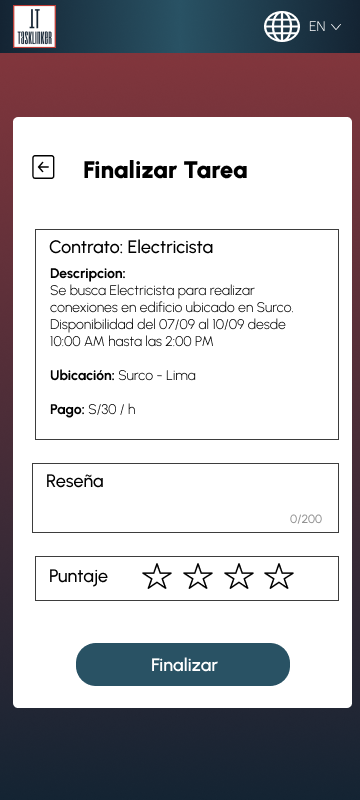 TASKLINKER
EN
Finalizar Tarea
Contrato: Electricista
Descripcion:
Se busca Electricista para realizar
conexiones en edificio ubicado en Surco.
Disponibilidad del 07/09 al 10/09 desde
10:00 AM hasta las 2:00 PM
Ubicación: Surco - Lima
Pago: S/30 / h
Reseña
0/200
Puntaje
Finalizar